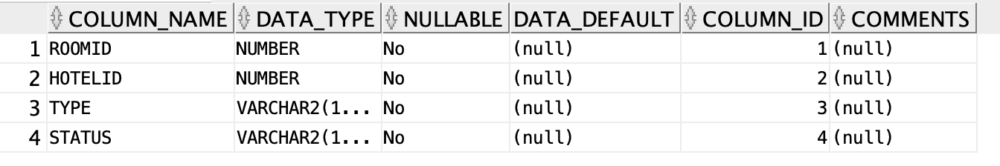 COLUMN_NAME DATA_TYPE NULLABLE DATA_DEFAULT COLUMN_ID COMMENTS
1 ROOMID NUMBER No (null) 1 (null)
2 HOTELID NUMBER No (null) 2 (null)
3 TYPE VARCHAR2(1... No (null) 3 (null)
4 STATUS VARCHAR2(1... No (null) 4 (null)